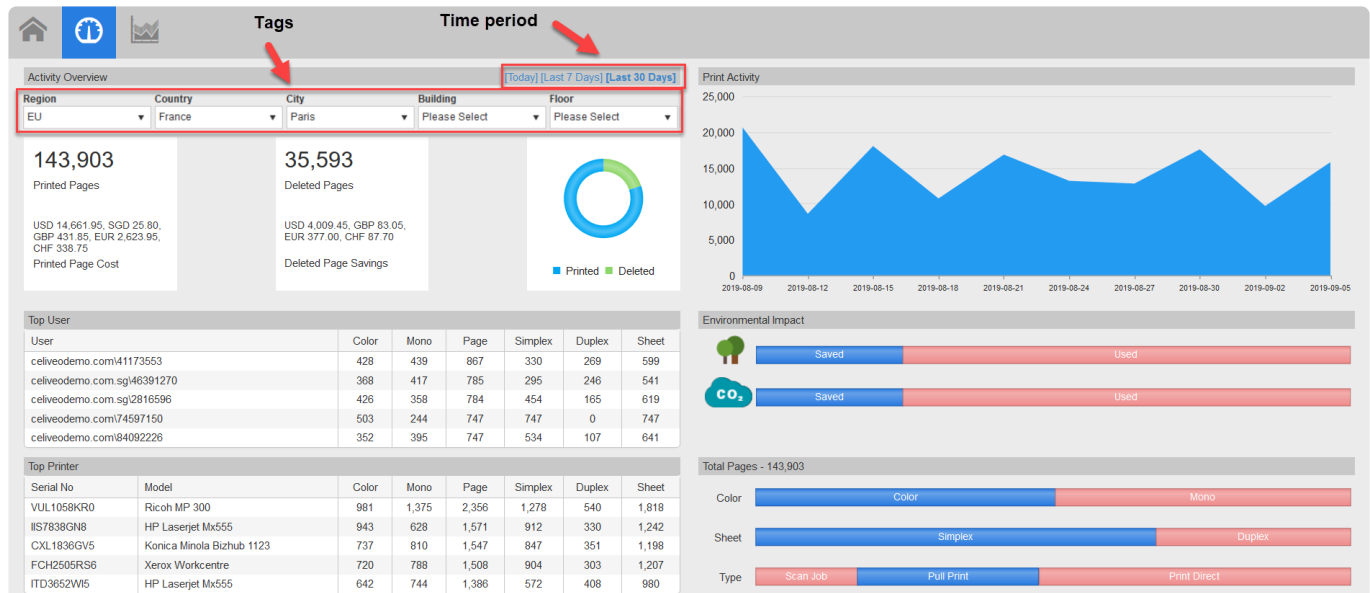 Tags
Time period
Activity Overview
[Today] [Last 7 Days] [Last 30 Days]
Region Country City Building Floor
EU France Paris Please Select Please Select
143,903
Printed Pages
USD 14,661.95, SGD 25.80,
GBP 431.85, EUR 2,623.95,
CHF 338.75
Printed Page Cost
35,593
Deleted Pages
USD 4,009.45, GBP 83.05,
EUR 377.00, CHF 87.70
Deleted Page Savings
Printed Deleted
Print Activity
25,000
20,000
15,000
10,000
5,000
0
2019-08-09 2019-08-12 2019-08-15 2019-08-18 2019-08-21 2019-08-24 2019-08-27 2019-08-30 2019-09-02 2019-09-05
Top User
User Color Mono Page Simplex Duplex Sheet
celiveodemo.com\41173553 428 439 867 330 269 599
celiveodemo.com.sg\46391270 368 417 785 295 246 541
celiveodemo.com.sg\2816596 426 358 784 454 165 619
celiveodemo.com\74597150 503 244 747 747 0 747
celiveodemo.com\84092226 352 395 747 534 107 641
Environmental Impact
Saved Used
CO₂
Saved Used
Top Printer
Serial No Model Color Mono Page Simplex Duplex Sheet
VUL1058KR0 Ricoh MP 300 981 1,375 2,356 1,278 540 1,818
IIS7838GN8 HP Laserjet Mx555 943 628 1,571 912 330 1,242
CXL1836GV5 Konica Minola Bizhub 1123 737 810 1,547 847 351 1,198
FCH2505RS6 Xerox Workcentre 720 788 1,508 904 303 1,207
ITD3652WI5 HP Laserjet Mx555 642 744 1,386 572 408 980
Total Pages - 143,903
Color Color Mono
Sheet Simplex Duplex
Type Scan Job Pull Print Print Direct